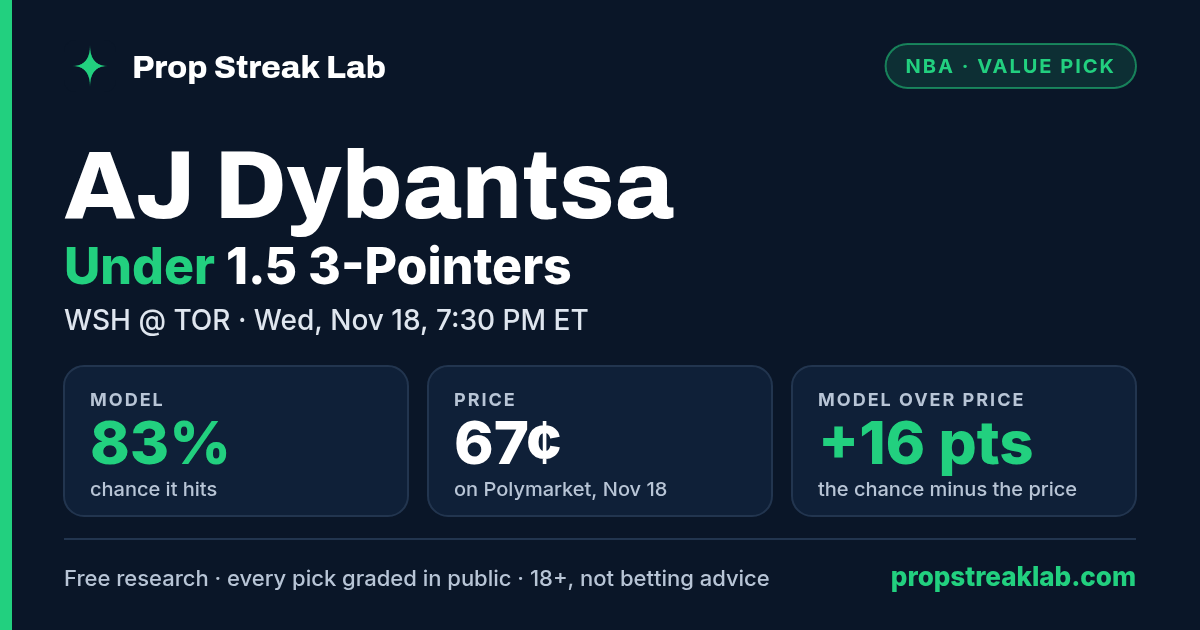 Prop Streak Lab
NBA · VALUE PICK
AJ Dybantsa
Under 1.5 3-Pointers
WSH @ TOR · Wed, Nov 18, 7:30 PM ET
MODEL
83%
chance it hits
PRICE
67¢
on Polymarket, Nov 18
MODEL OVER PRICE
+16 pts
the chance minus the price
Free research · every pick graded in public · 18+, not betting advice
propstreaklab.com